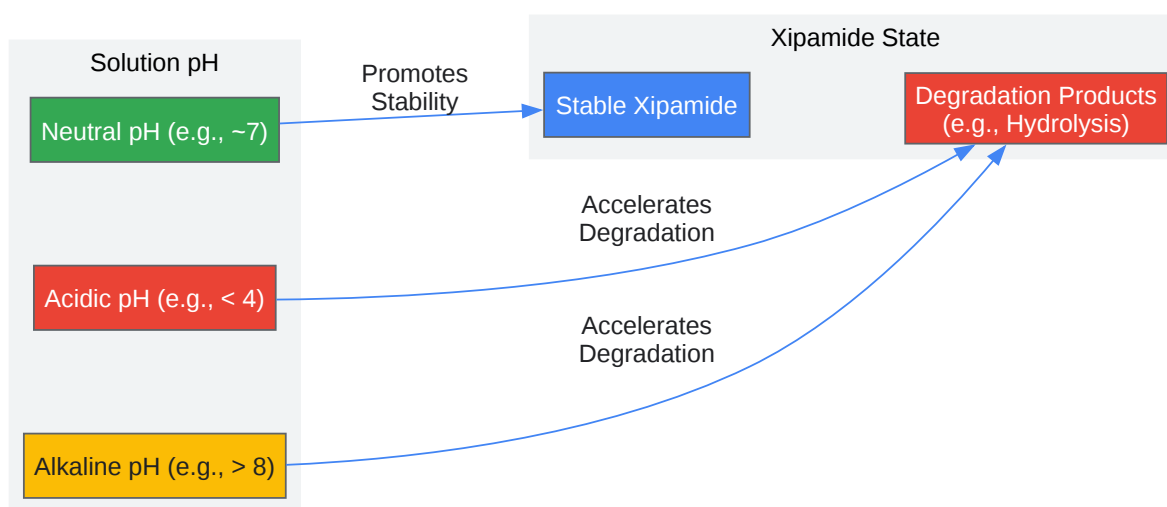 Solution pH
Neutral pH (e.g., ~7)
Acidic pH (e.g., < 4)
Alkaline pH (e.g., > 8)
Promotes
Stability
Accelerates
Degradation
Accelerates
Degradation
Xipamide State
Stable Xipamide
Degradation Products
(e.g., Hydrolysis)